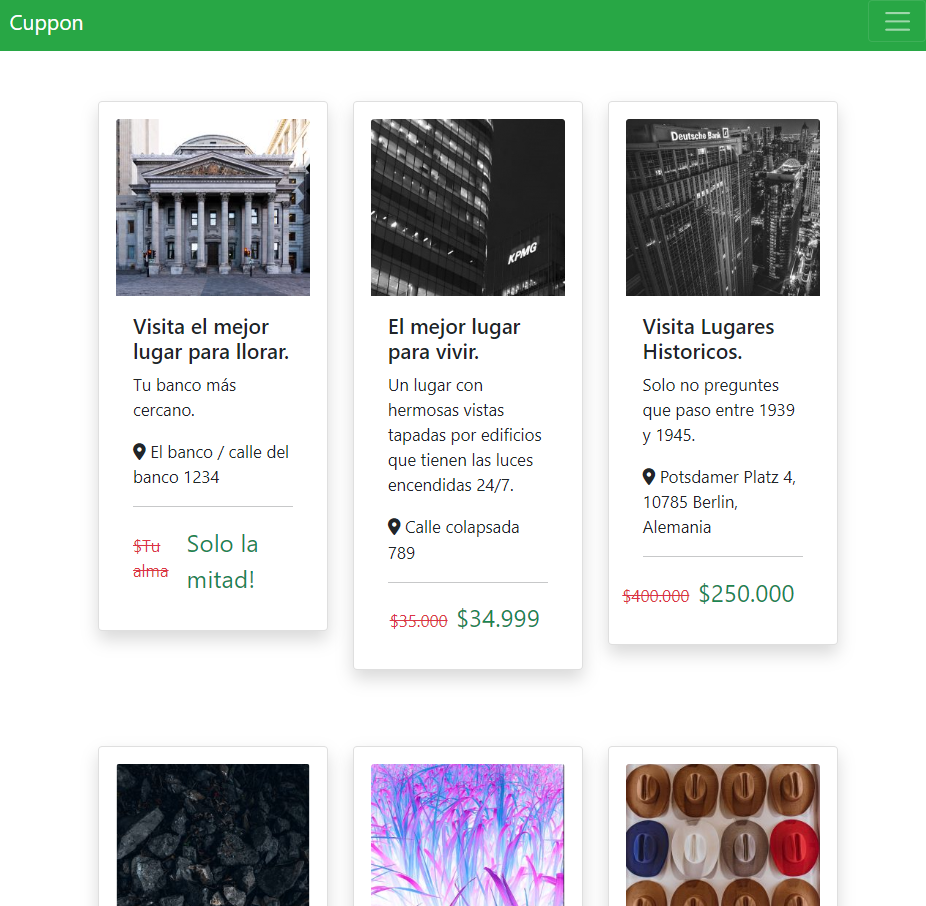 Cuppon
Visita el mejor
lugar para llorar.
Tu banco más
cercano.
El banco / calle del
banco 1234
$Tu
alma
Solo la
mitad!
KPMG
El mejor lugar
para vivir.
Un lugar con
hermosas vistas
tapadas por edificios
que tienen las luces
encendidas 24/7.
Calle colapsada
789
$35.000 $34.999
Deutsche Bank
Visita Lugares
Historicos.
Solo no preguntes
que paso entre 1939
y 1945.
Potsdamer Platz 4,
10785 Berlin,
Alemania
$400.000 $250.000